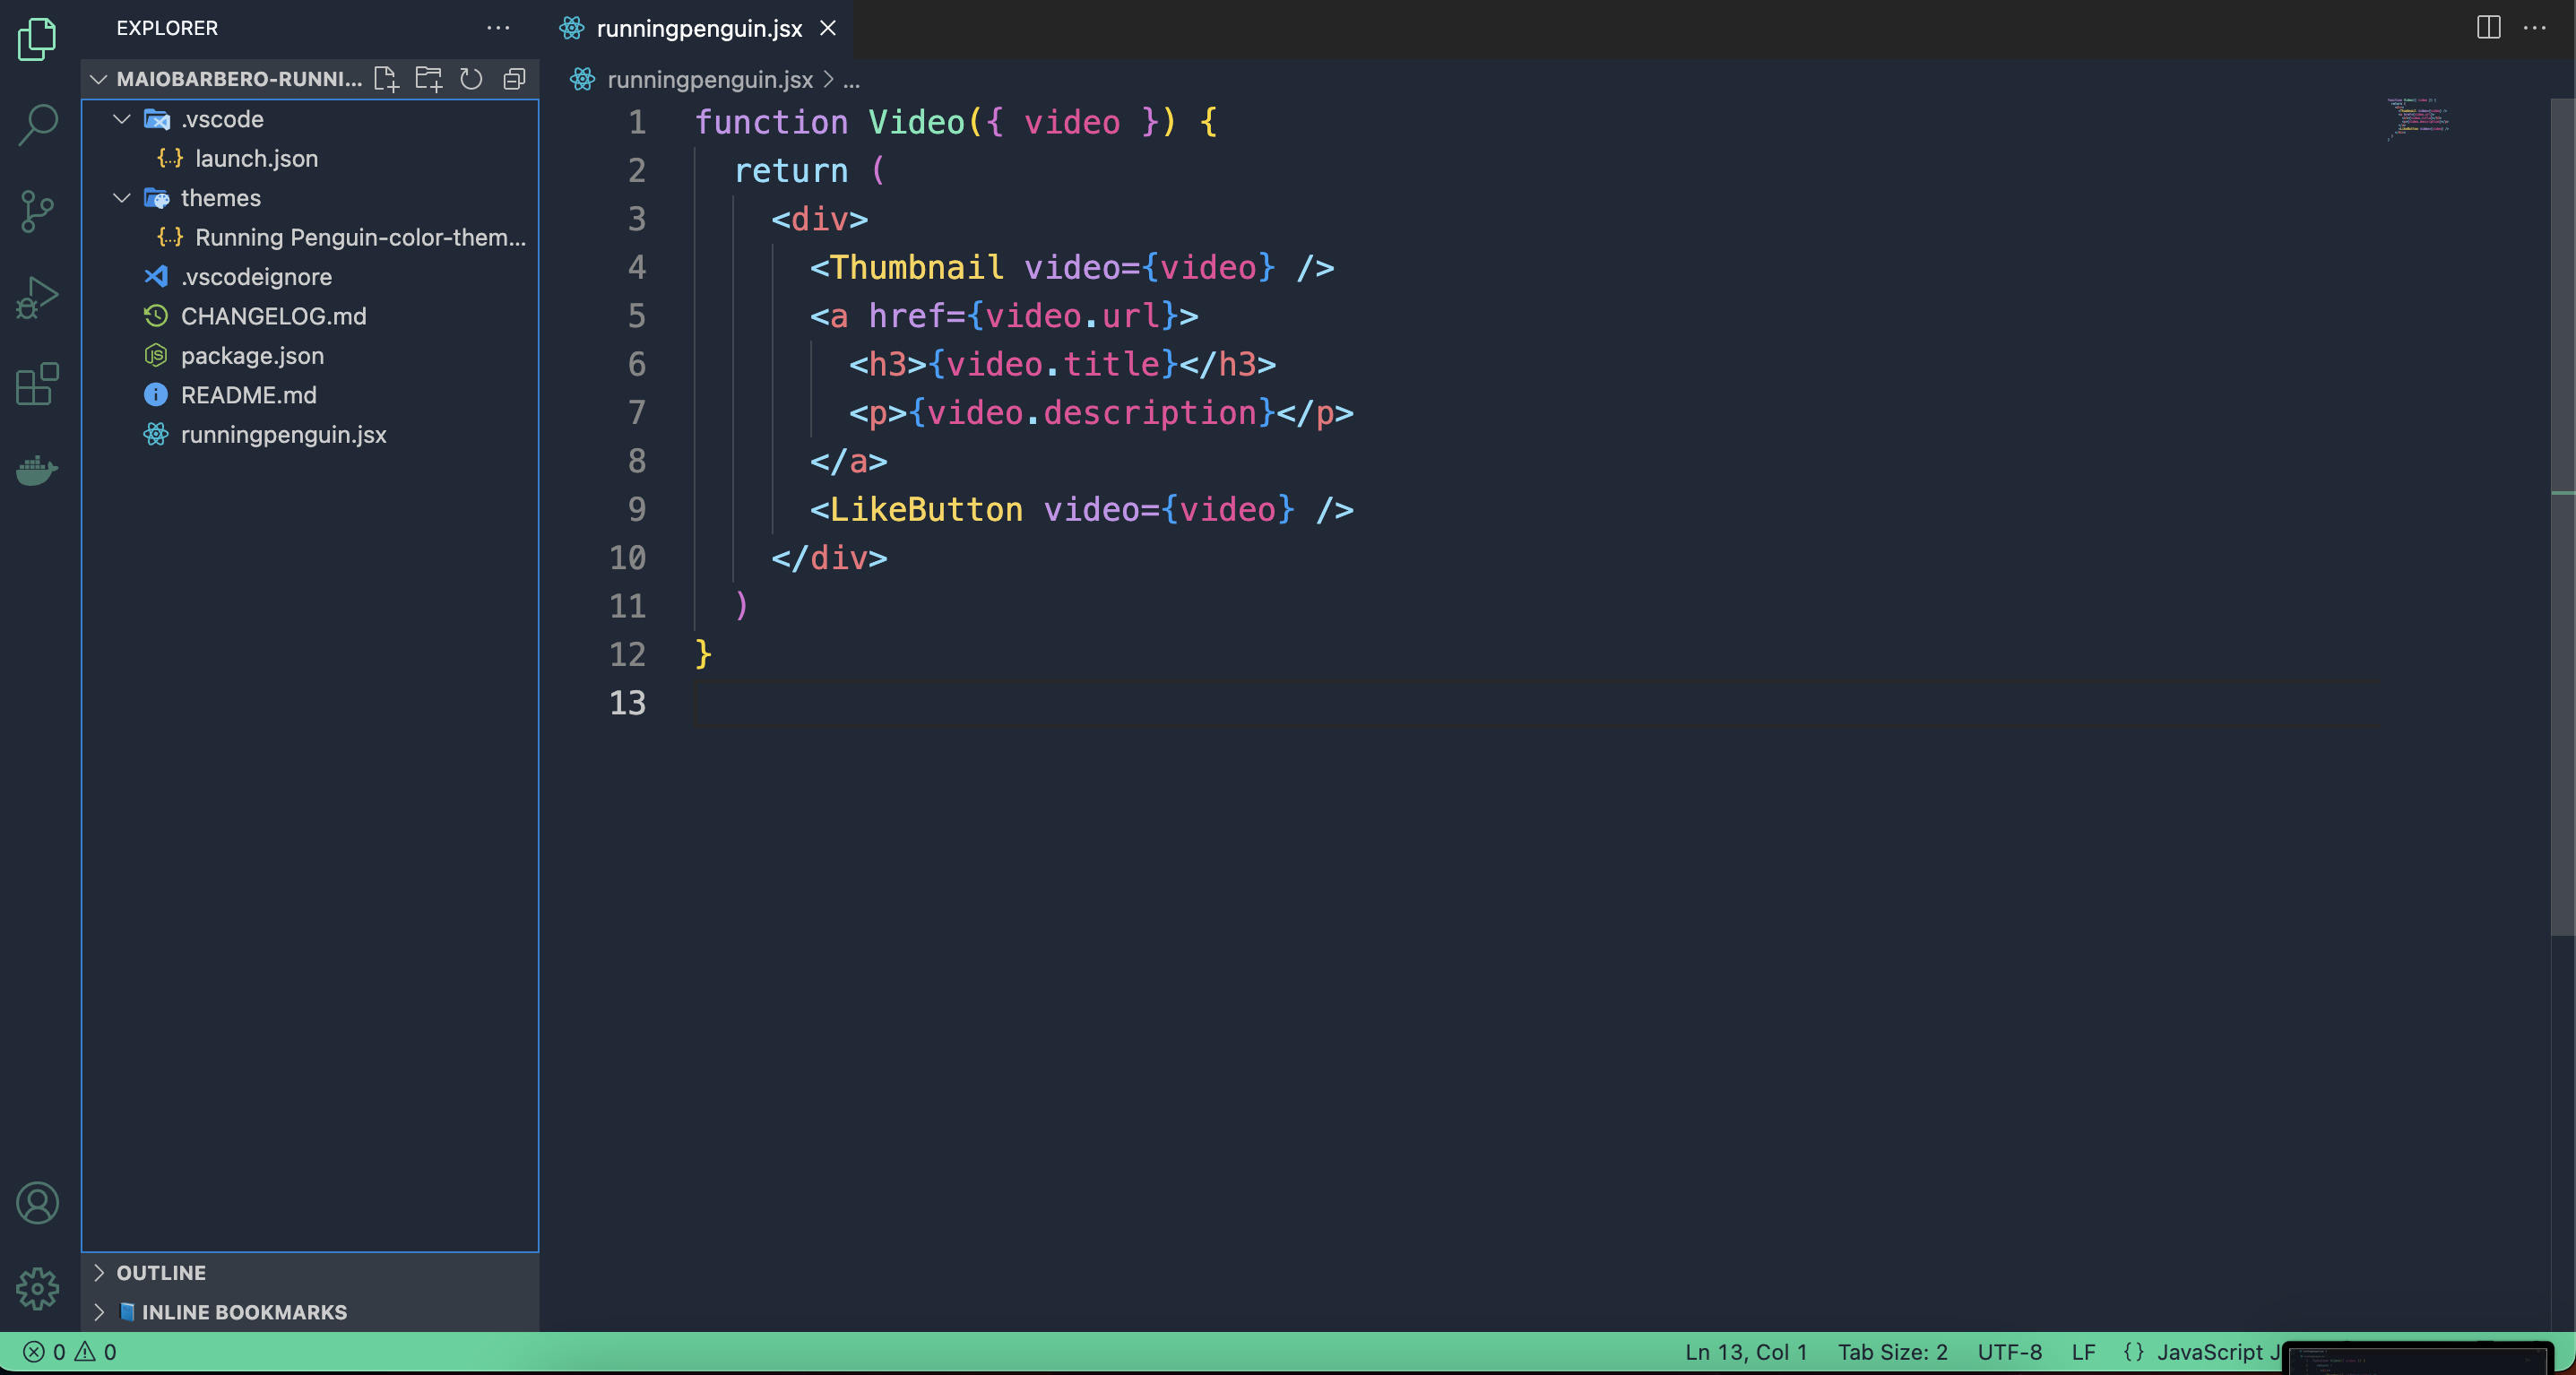 EXPLORER
MAIOBARBERO-RUNNI...
.vscode
{..} launch.json
themes
{..} Running Penguin-color-them...
.vscodeignore
CHANGELOG.md
JS package.json
README.md
runningpenguin.jsx
OUTLINE
INLINE BOOKMARKS
runningpenguin.jsx
runningpenguin.jsx > ...
1 function Video({ video }) {
2   return (
3     <div>
4       <Thumbnail video={video} />
5       <a href={video.url}>
6         <h3>{video.title}</h3>
7         <p>{video.description}</p>
8       </a>
9       <LikeButton video={video} />
10     </div>
11   )
12 }
13
0 0
Ln 13, Col 1 Tab Size: 2 UTF-8 LF {} JavaScript J